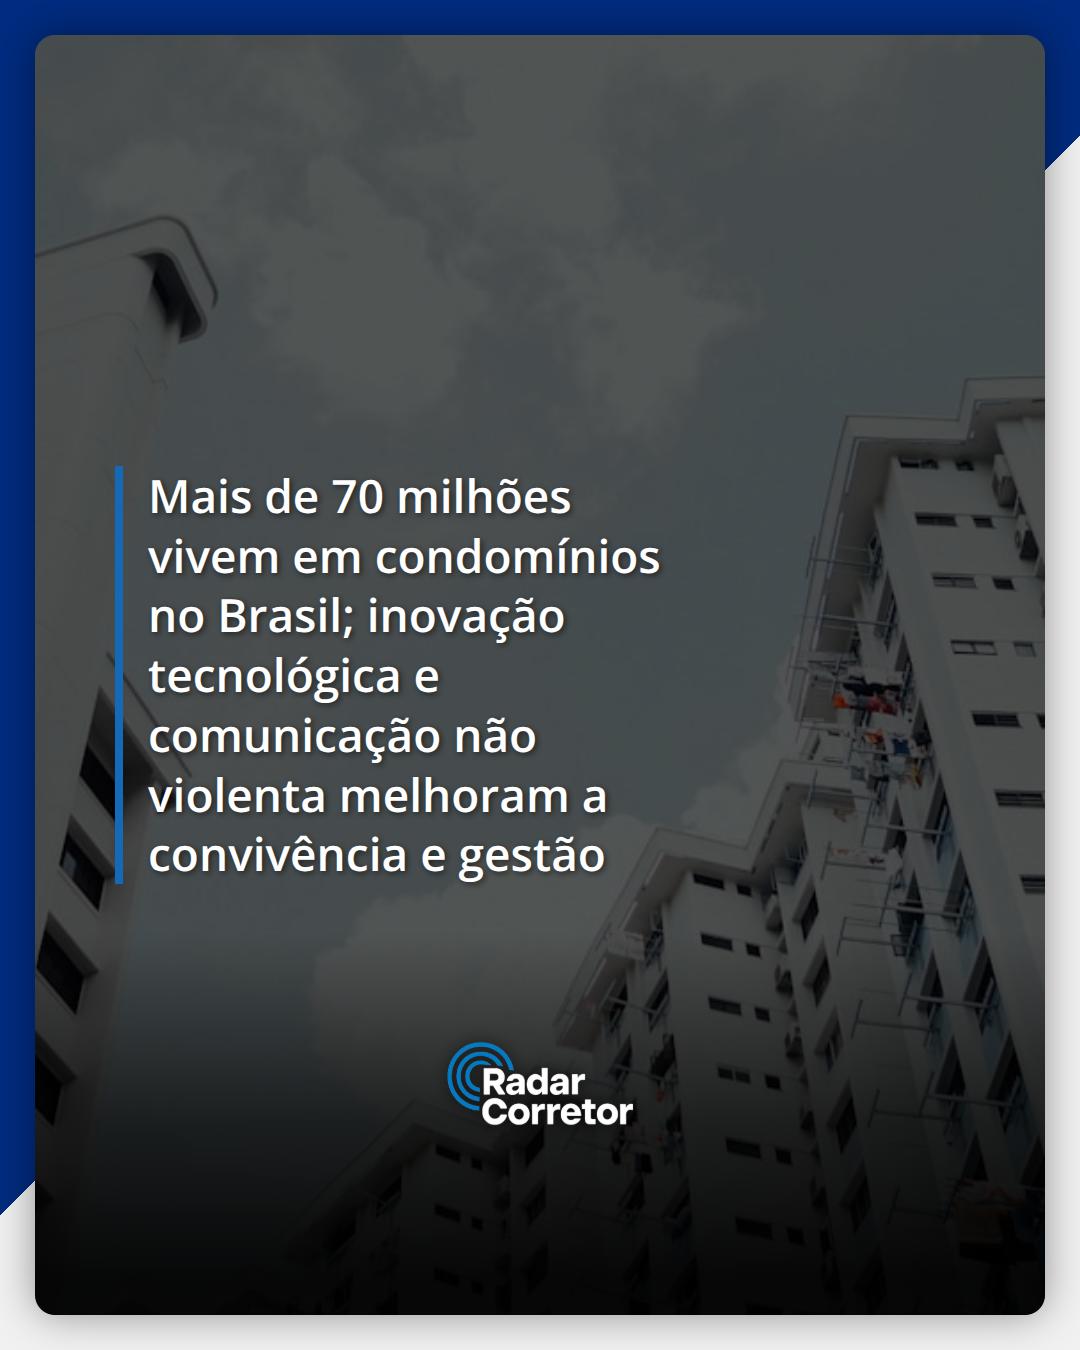 Mais de 70 milhões
vivem em condomínios
no Brasil; inovação
tecnológica e
comunicação não
violenta melhoram a
convivência e gestão
Radar
Corretor